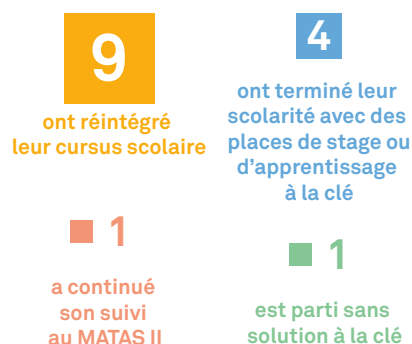 9
ont réintégré
leur cursus scolaire
4
ont terminé leur
scolarité avec des
places de stage ou
d'apprentissage
à la clé
1
a continué
son suivi
au MATAS II
1
est parti sans
solution à la clé